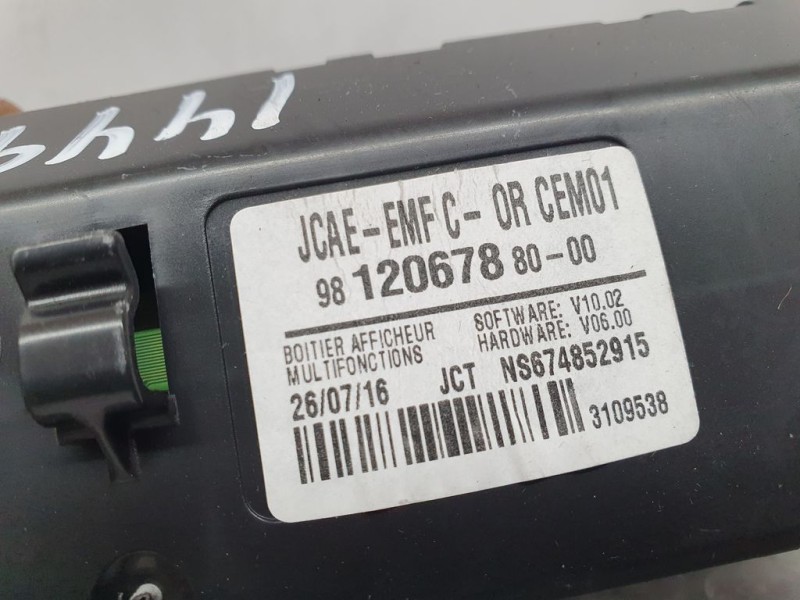 144
JCAE-EMF C- OR CEM01
98 120678 80-00
BOITIER AFFICHEUR
MULTIFONCTIONS
SOFTWARE: V10.02
HARDWARE: V06.00
26/07/16 JCT NS674852915
3109538